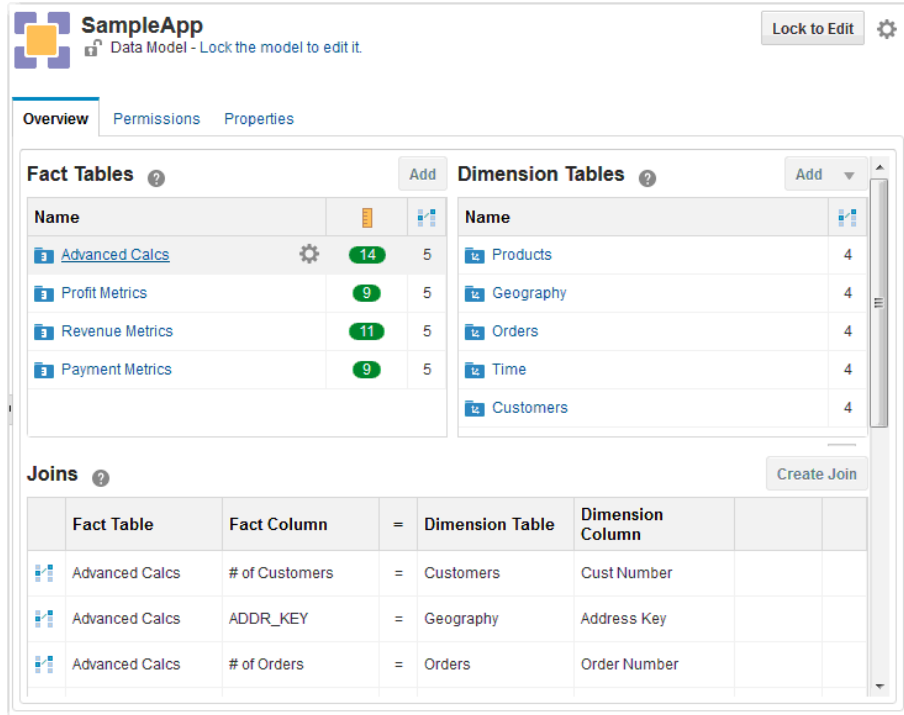 SampleApp
Lock to Edit
Data Model - Lock the model to edit it.
Overview Permissions Properties
Fact Tables ? Add Dimension Tables ? Add
Name Name
Advanced Calcs 14 5 Products 4
Profit Metrics 9 5 Geography 4
Revenue Metrics 11 5 Orders 4
Payment Metrics 9 5 Time 4
Customers 4
Joins ? Create Join
Fact Table Fact Column = Dimension Table Dimension Column
Advanced Calcs # of Customers = Customers Cust Number
Advanced Calcs ADDR_KEY = Geography Address Key
Advanced Calcs # of Orders = Orders Order Number